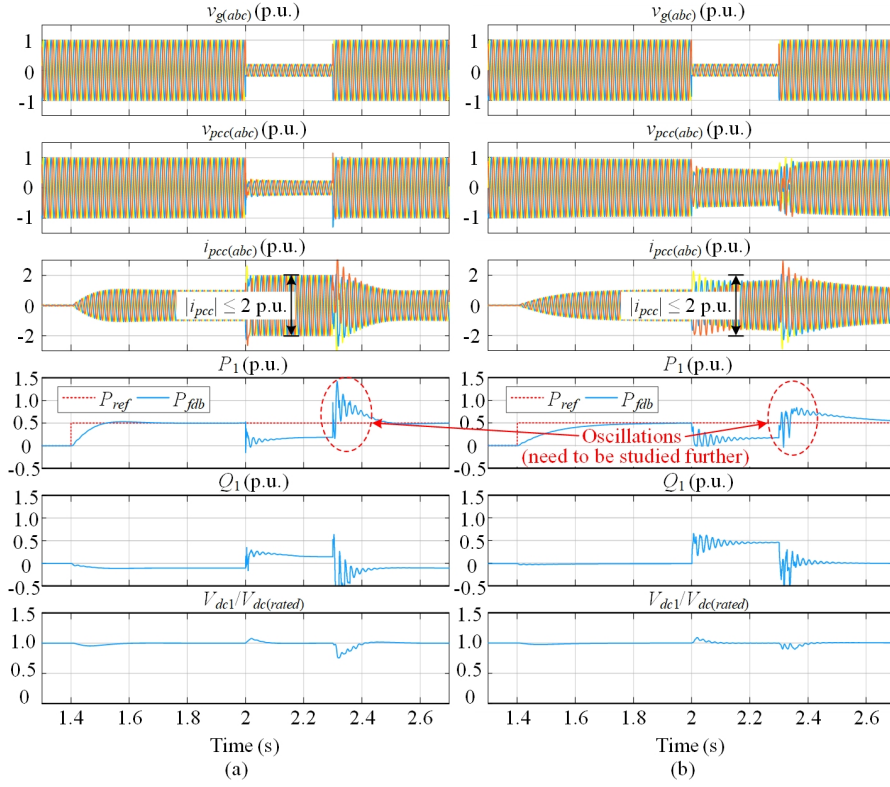 v_g(abc) (p.u.)
1
0
-1
v_pcc(abc) (p.u.)
1
0
-1
i_pcc(abc) (p.u.)
2
0
-2
|i_pcc| ≤ 2 p.u.
P_1 (p.u.)
1.5
1.0
0.5
0
-0.5
P_ref P_fdb
Q_1 (p.u.)
1.5
1.0
0.5
0
-0.5
V_dc1/V_dc(rated)
1.5
1.0
0.5
0
1.4 1.6 1.8 2 2.2 2.4 2.6
Time (s)
(a)
v_g(abc) (p.u.)
1
0
-1
v_pcc(abc) (p.u.)
1
0
-1
i_pcc(abc) (p.u.)
2
0
-2
|i_pcc| ≤ 2 p.u.
P_1 (p.u.)
1.5
1.0
0.5
0
-0.5
P_ref P_fdb
Oscillations
(need to be studied further)
Q_1 (p.u.)
1.5
1.0
0.5
0
-0.5
V_dc1/V_dc(rated)
1.5
1.0
0.5
0
1.4 1.6 1.8 2 2.2 2.4 2.6
Time (s)
(b)